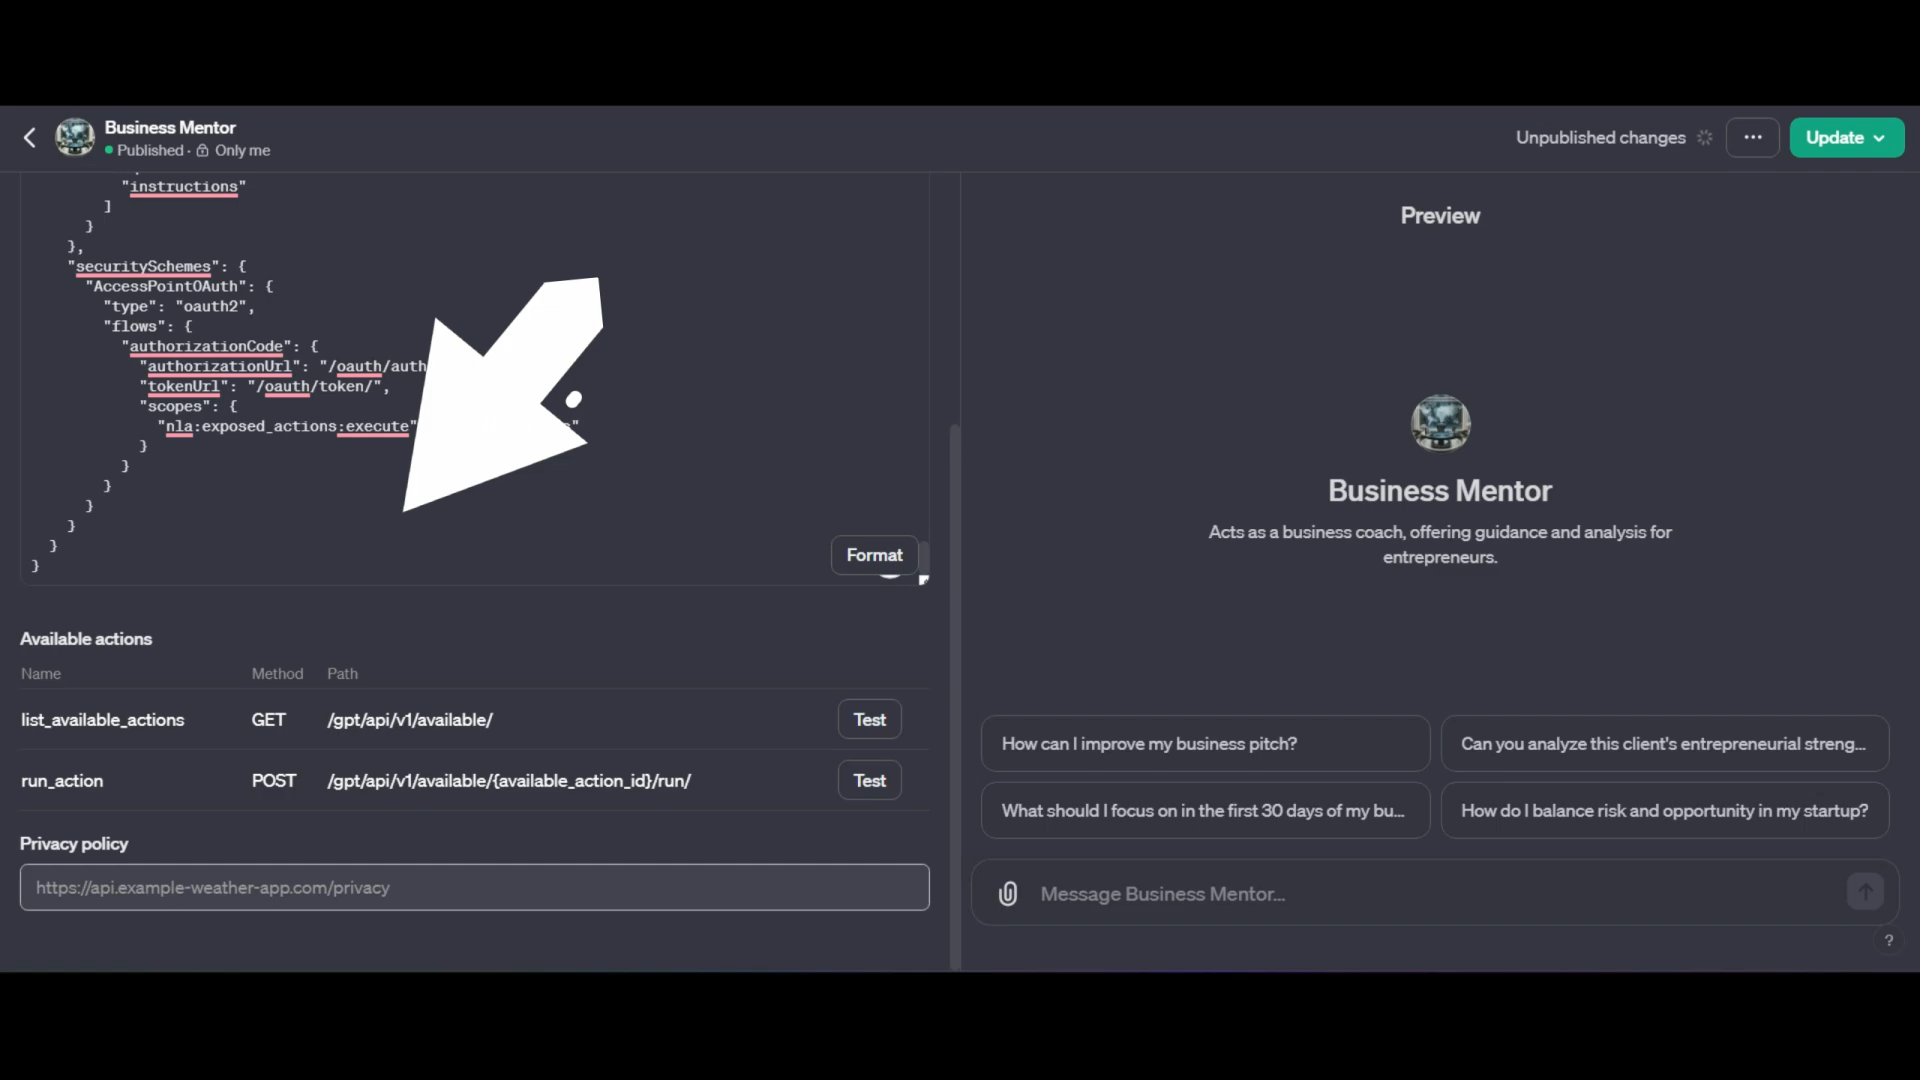 Business Mentor
Published · Only me
Unpublished changes
...
Update
"instructions"
]
}
},
"securitySchemes": {
"AccessPointOAuth": {
"type": "oauth2",
"flows": {
"authorizationCode": {
"authorizationUrl": "/oauth/auth
"tokenUrl": "/oauth/token/",
"scopes": {
"nla:exposed_actions:execute"
}
}
}
}
}
}
}
Format
Available actions
Name Method Path
list_available_actions GET /gpt/api/v1/available/ Test
run_action POST /gpt/api/v1/available/{available_action_id}/run/ Test
Privacy policy
https://api.example-weather-app.com/privacy
Preview
Business Mentor
Acts as a business coach, offering guidance and analysis for
entrepreneurs.
How can I improve my business pitch?
Can you analyze this client's entrepreneurial streng...
What should I focus on in the first 30 days of my bu...
How do I balance risk and opportunity in my startup?
Message Business Mentor...
?